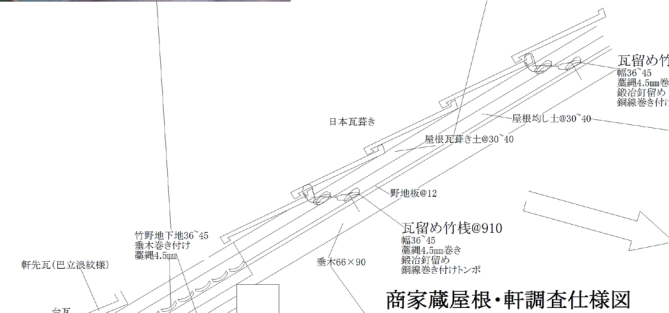 瓦留め竹
幅36~45
藁縄4.5㎜巻
鍛冶釘留め
銅線巻き付け
日本瓦葺き
屋根均し土@30~40
屋根瓦葺き土@30~40
野地板@12
瓦留め竹桟@910
幅36~45
藁縄4.5㎜巻き
鍛冶釘留め
銅線巻き付けトンボ
竹野地下地36~45
垂木巻き付け
藁縄4.5㎜
垂木66×90
軒先瓦(巴立浪紋様)
台瓦
商家蔵屋根・軒調査仕様図